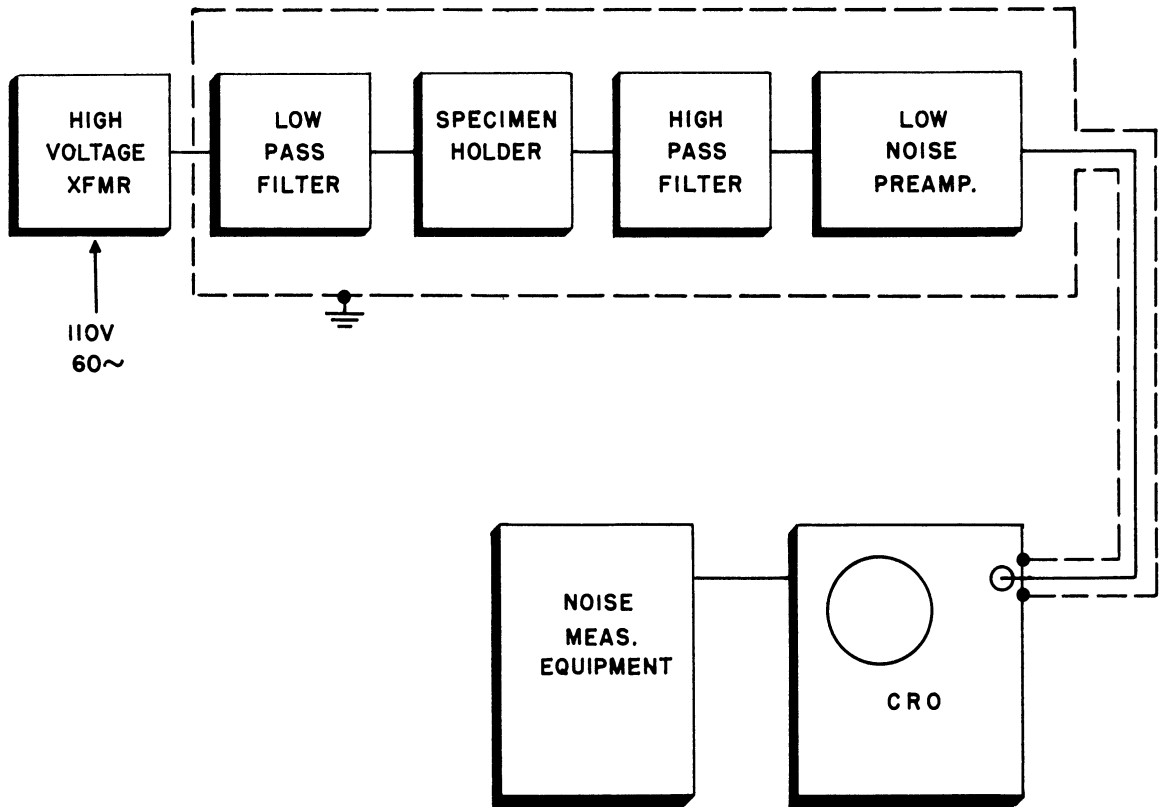 HIGH
VOLTAGE
XFMR
LOW
PASS
FILTER
SPECIMEN
HOLDER
HIGH
PASS
FILTER
LOW
NOISE
PREAMP.
110V
60~
NOISE
MEAS.
EQUIPMENT
CRO